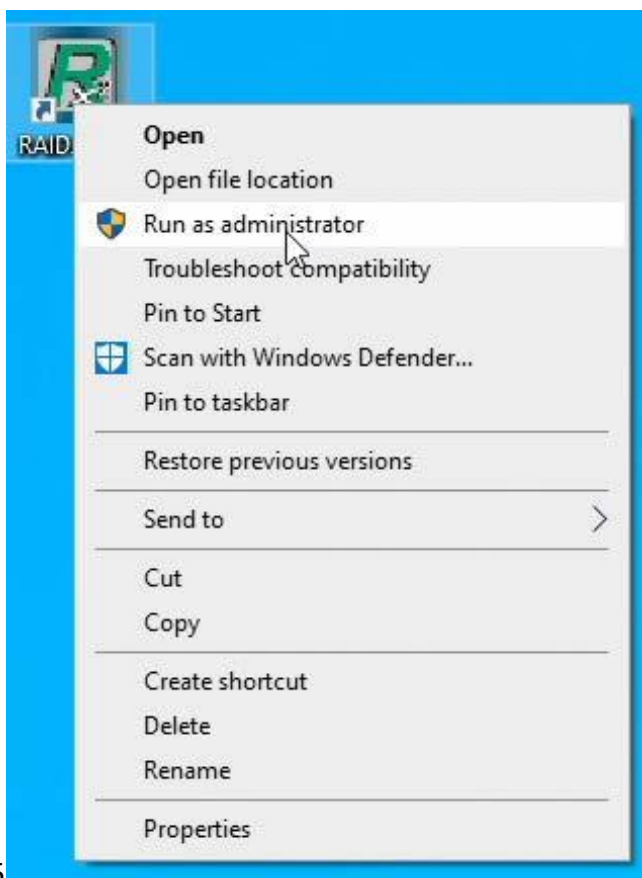 RAID
Open
Open file location
Run as administrator
Troubleshoot compatibility
Pin to Start
Scan with Windows Defender...
Pin to taskbar
Restore previous versions
Send to
Cut
Copy
Create shortcut
Delete
Rename
Properties